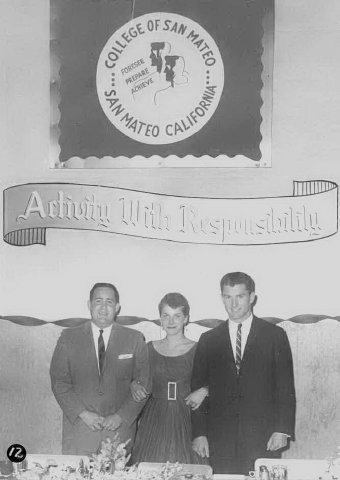 COLLEGE OF SAN MATEO
FORESEE
PREPARE
ACHIEVE
SAN MATEO CALIFORNIA
Activity With Responsibility
12